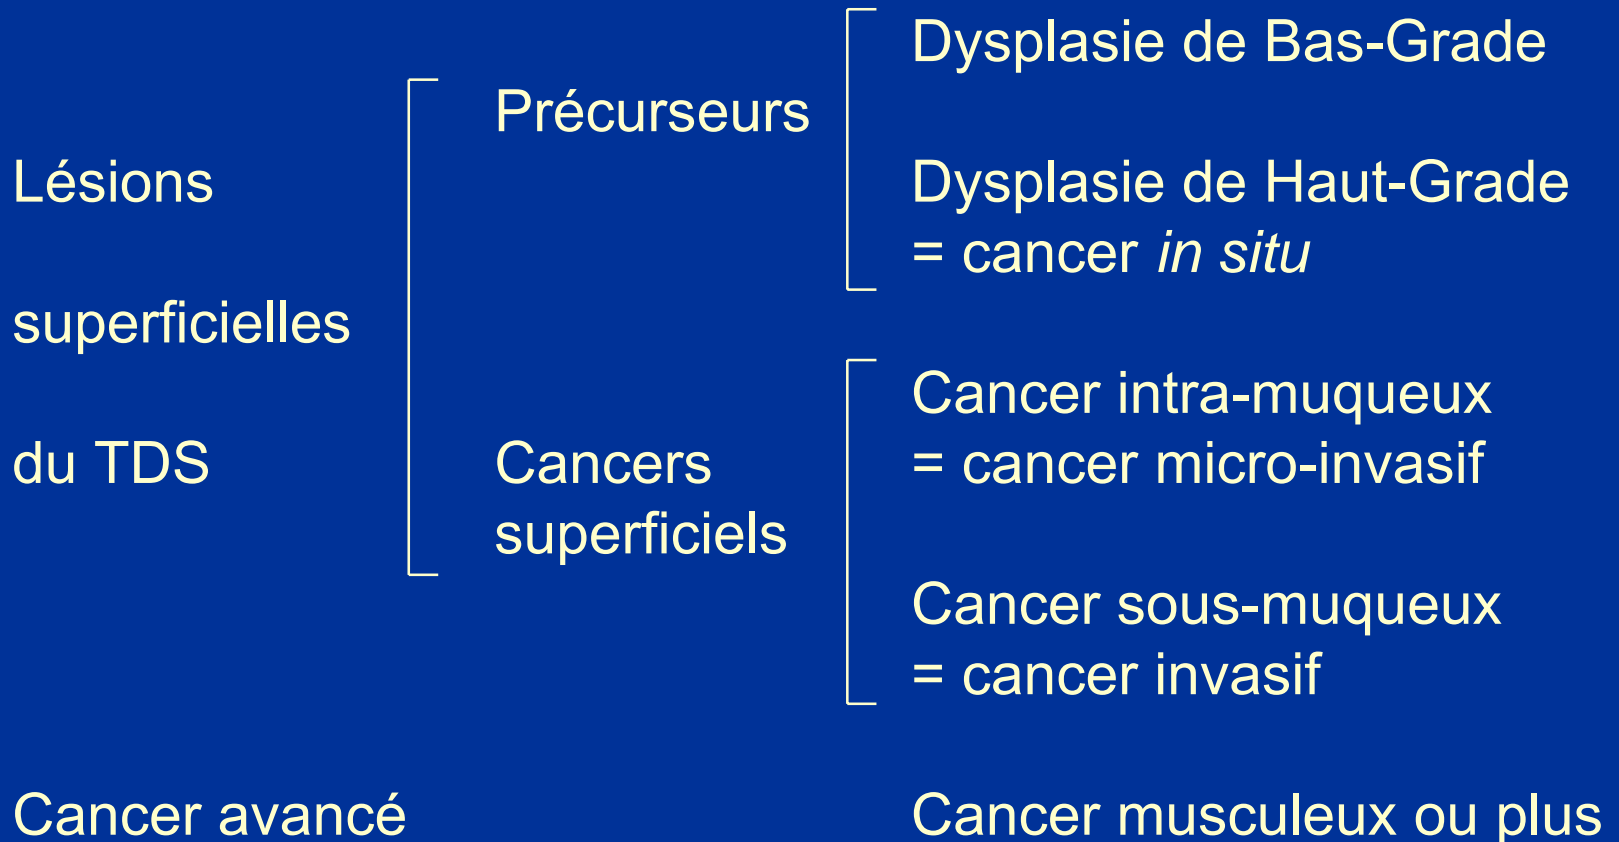 Lésions
superficielles
du TDS
Précurseurs
Dysplasie de Bas-Grade
Dysplasie de Haut-Grade
= cancer in situ
Cancers
superficiels
Cancer intra-muqueux
= cancer micro-invasif
Cancer sous-muqueux
= cancer invasif
Cancer avancé
Cancer musculeux ou plus